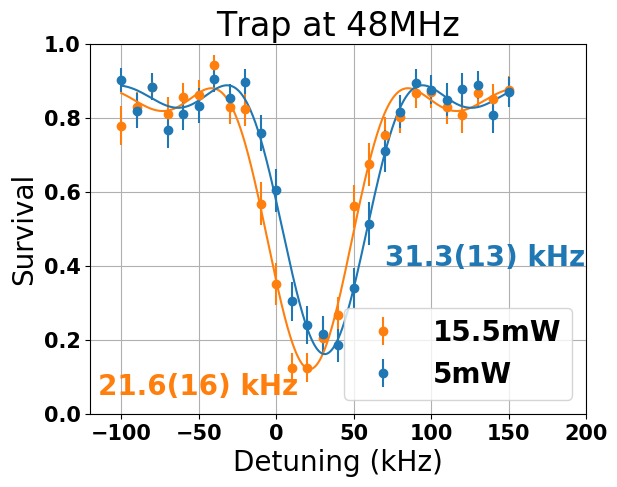 Trap at 48MHz
1.0
0.8
0.6
0.4
0.2
0.0
Survival
31.3(13) kHz
21.6(16) kHz
15.5mW
5mW
−100
−50
0
50
100
150
200
Detuning (kHz)